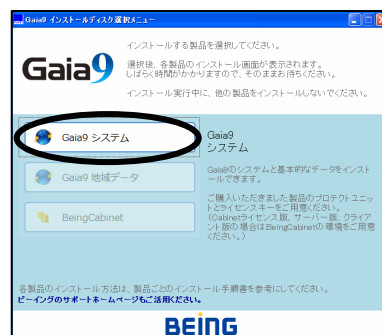 Gaia9 インストールディスク選択メニュー
インストールする製品を選択してください。
Gaia9
選択後、各製品のインストール画面が表示されます。
しばらく時間がかかりますので、そのままお待ちください。
インストール実行中に、他の製品をインストールしないでください。
Gaia9 システム
Gaia9 地域データ
BeingCabinet
Gaia9
システム
Gaia9のシステムと基本的なデータをインスト
ールできます。
ご購入いただきました製品のプロテクトユニッ
トとライセンスキーをご用意ください。
(Cabinetライセンス版、サーバー版、クライア
ント版の場合はBeingCabinetの環境をご用意
ください。)
各製品のインストール方法は、製品ごとのインストール手順書を参考にしてください。
ビーイングのサポートホームページもご活用ください。
BEING